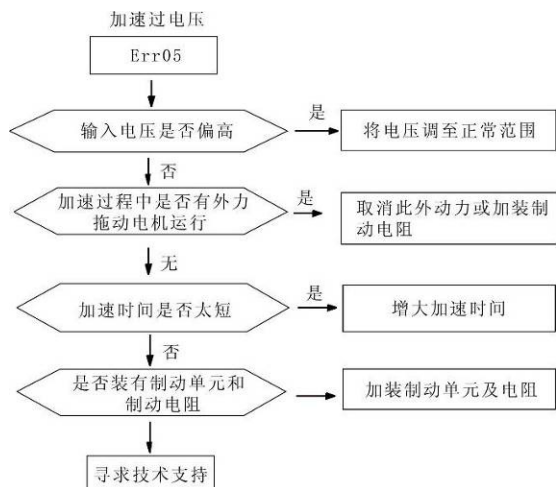 加速过电压
Err05
输入电压是否偏高
是
将电压调至正常范围
否
加速过程中是否有外力
拖动电机运行
是
取消此外动力或加装制
动电阻
无
加速时间是否太短
是
增大加速时间
否
是否装有制动单元和
制动电阻
加装制动单元及电阻
寻求技术支持